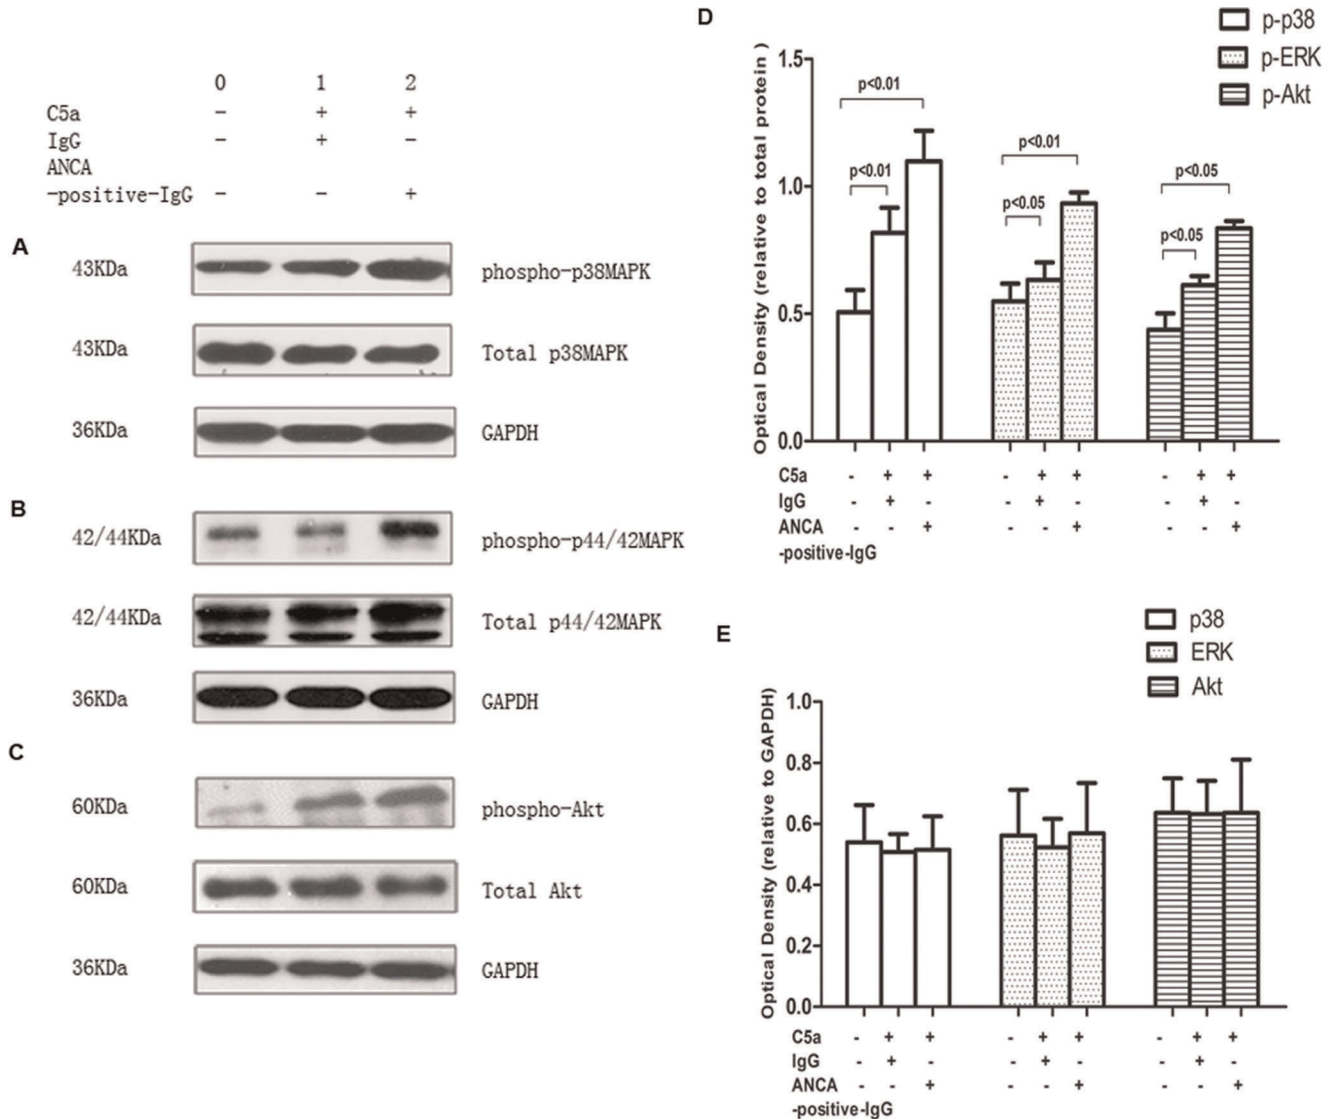 0 1 2
C5a - + +
IgG - + -
ANCA
-positive-IgG - - +
A
43KDa phospho-p38MAPK
43KDa Total p38MAPK
36KDa GAPDH
B
42/44KDa phospho-p44/42MAPK
42/44KDa Total p44/42MAPK
36KDa GAPDH
C
60KDa phospho-Akt
60KDa Total Akt
36KDa GAPDH
D
p-p38
p-ERK
p-Akt
Optical Density (relative to total protein )
1.5
1.0
0.5
0.0
p<0.01
p<0.01
p<0.01
p<0.05
p<0.05
p<0.05
C5a - + + - + + - + +
IgG - + - - + - - + -
ANCA - - + - - + - - +
-positive-IgG
E
p38
ERK
Akt
Optical Density (relative to GAPDH)
1.0
0.8
0.6
0.4
0.2
0.0
C5a - + + - + + - + +
IgG - + - - + - - + -
ANCA - - + - - + - - +
-positive-IgG